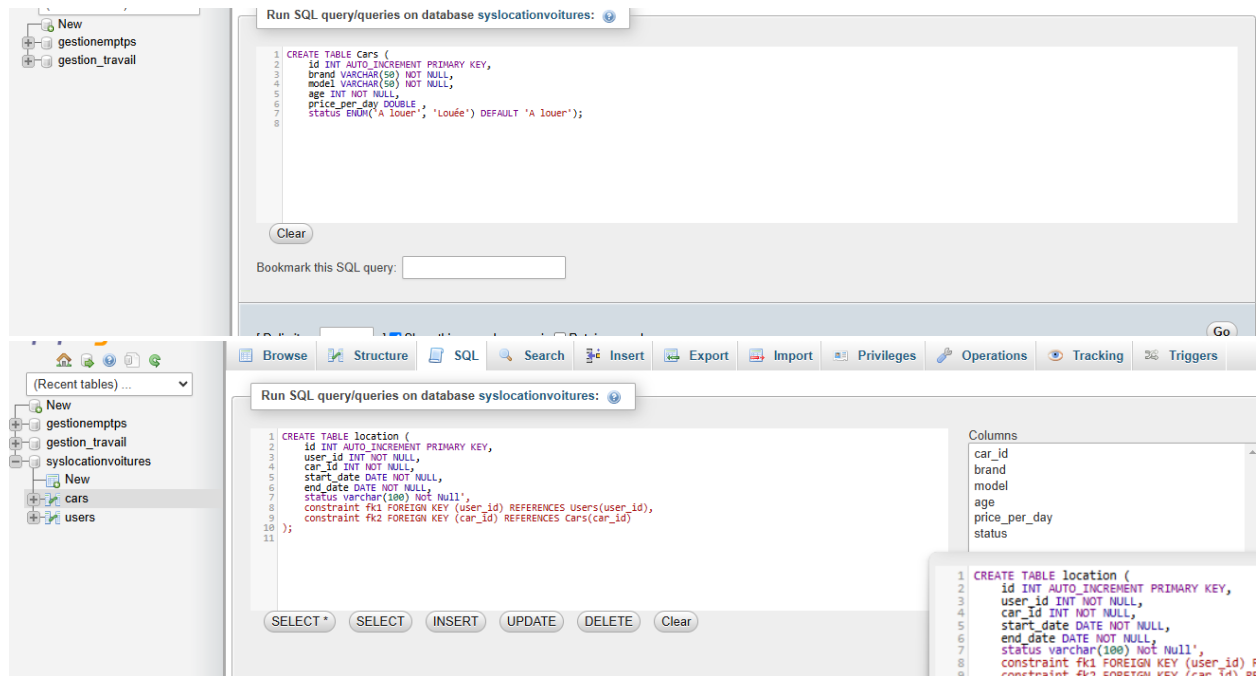 New
gestionemptps
gestion_travail
Run SQL query/queries on database syslocationvoitures:
1 CREATE TABLE Cars (
2 id INT AUTO_INCREMENT PRIMARY KEY,
3 brand VARCHAR(50) NOT NULL,
4 model VARCHAR(50) NOT NULL,
5 age INT NOT NULL,
6 price_per_day DOUBLE ,
7 status ENUM('A louer', 'Louée') DEFAULT 'A louer');
8
Clear
Bookmark this SQL query:
Go
(Recent tables) ...
New
gestionemptps
gestion_travail
syslocationvoitures
New
cars
users
Browse Structure SQL Search Insert Export Import Privileges Operations Tracking Triggers
Run SQL query/queries on database syslocationvoitures:
1 CREATE TABLE location (
2 id INT AUTO_INCREMENT PRIMARY KEY,
3 user_id INT NOT NULL,
4 car_id INT NOT NULL,
5 start_date DATE NOT NULL,
6 end_date DATE NOT NULL,
7 status varchar(100) Not Null',
8 constraint fk1 FOREIGN KEY (user_id) REFERENCES Users(user_id),
9 constraint fk2 FOREIGN KEY (car_id) REFERENCES Cars(car_id)
10 );
11
SELECT * SELECT INSERT UPDATE DELETE Clear
Columns
car_id
brand
model
age
price_per_day
status
1 CREATE TABLE location (
2 id INT AUTO_INCREMENT PRIMARY KEY,
3 user_id INT NOT NULL,
4 car_id INT NOT NULL,
5 start_date DATE NOT NULL,
6 end_date DATE NOT NULL,
7 status varchar(100) Not Null',
8 constraint fk1 FOREIGN KEY (user_id)
9 constraint fk2 FOREIGN KEY (car_id)